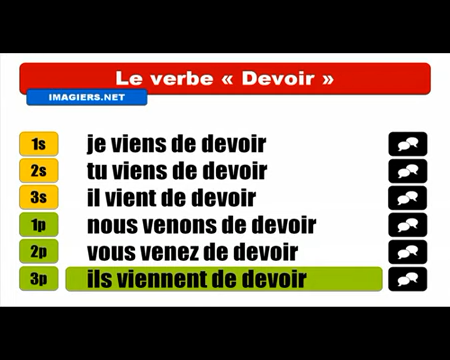 Le verbe « Devoir »
IMAGIERS.NET
1s je viens de devoir
2s tu viens de devoir
3s il vient de devoir
1p nous venons de devoir
2p vous venez de devoir
3p ils viennent de devoir